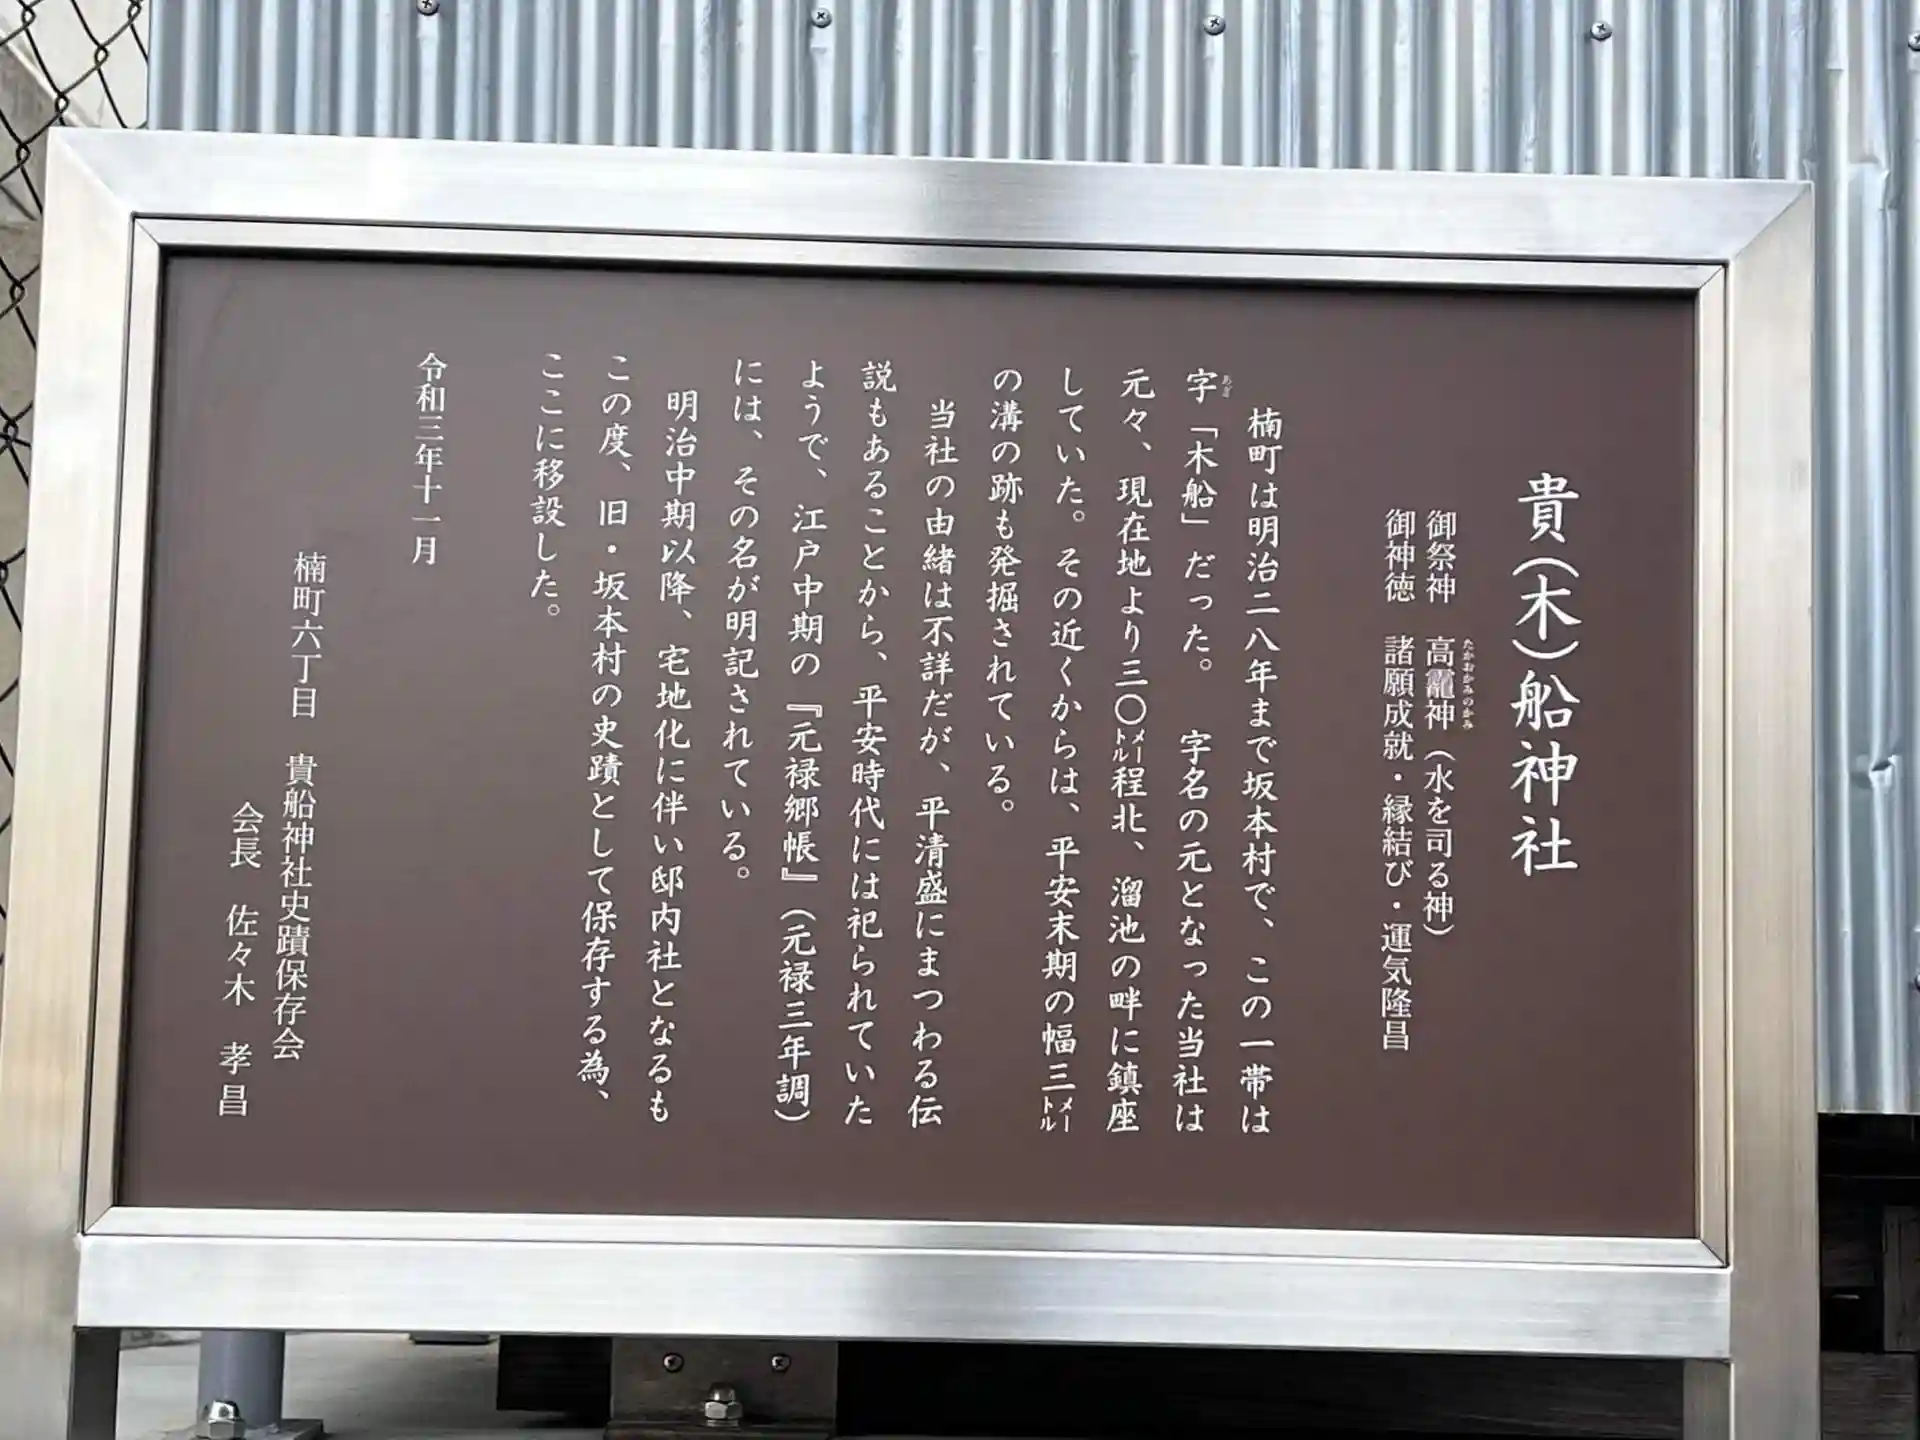 貴(木)船神社
御祭神 高龗神(水を司る神)
たかおかみのかみ
御神徳 諸願成就・縁結び・運気隆昌
楠町は明治二八年まで坂本村で、この一帯は
字「木船」だった。 字名の元となった当社は
あざ
元々、現在地より三〇メートル程北、溜池の畔に鎮座
していた。その近くからは、平安末期の幅三メートル
の溝の跡も発掘されている。
当社の由緒は不詳だが、平清盛にまつわる伝
説もあることから、平安時代には祀られていた
ようで、江戸中期の『元禄郷帳』(元禄三年調)
には、その名が明記されている。
明治中期以降、宅地化に伴い邸内社となるも
この度、旧・坂本村の史蹟として保存する為、
ここに移設した。
令和三年十一月
楠町六丁目 貴船神社史蹟保存会
会長 佐々木 孝昌